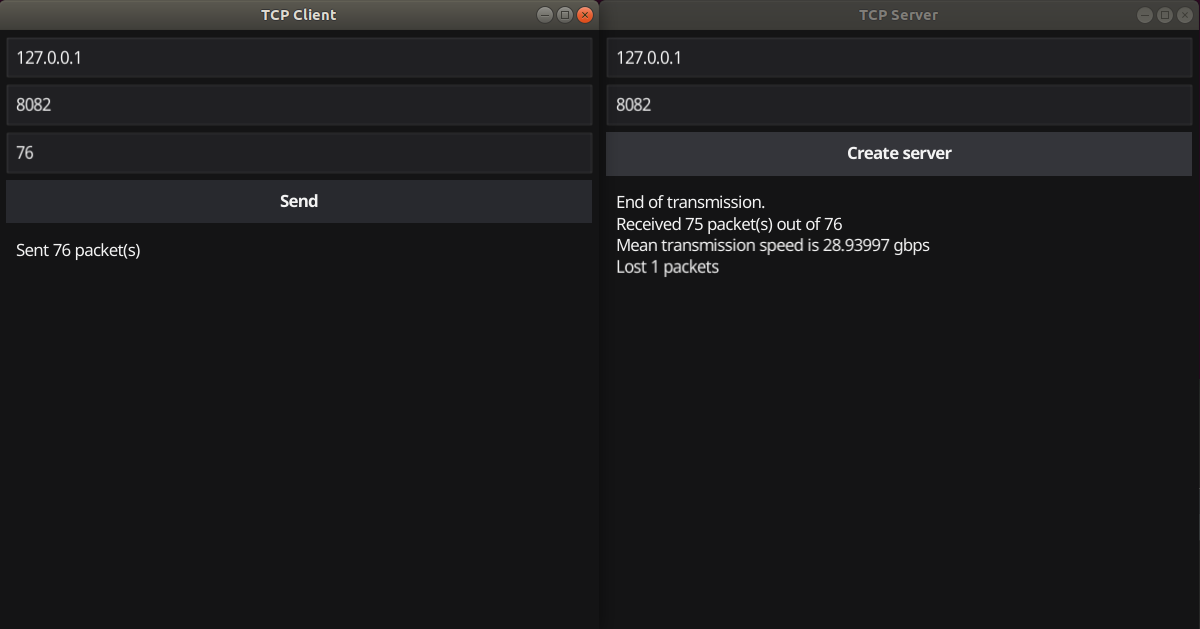 TCP Client
127.0.0.1
8082
76
Send
Sent 76 packet(s)
TCP Server
127.0.0.1
8082
Create server
End of transmission.
Received 75 packet(s) out of 76
Mean transmission speed is 28.93997 gbps
Lost 1 packets